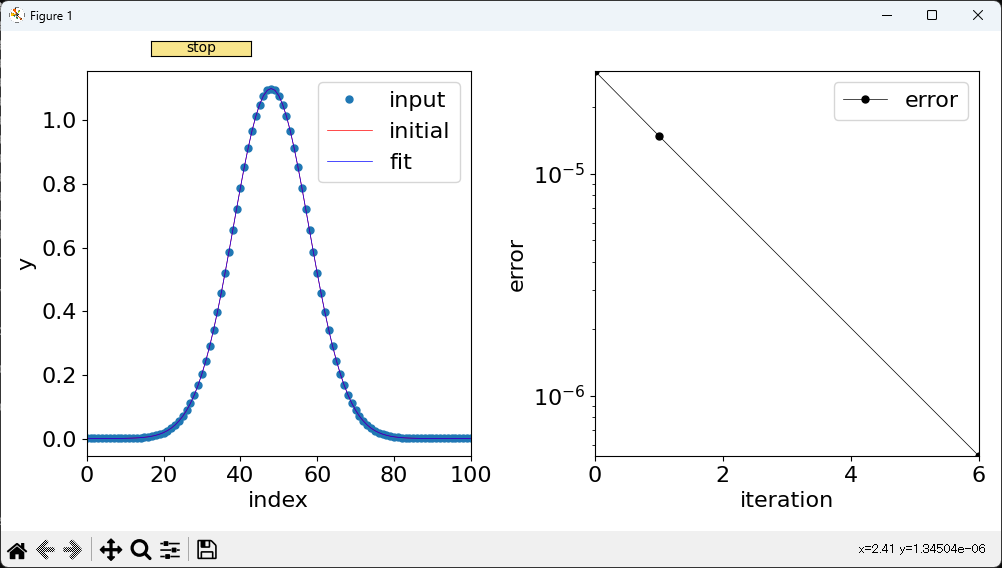 Figure 1
stop
input
initial
fit
y
1.0
0.8
0.6
0.4
0.2
0.0
0
20
40
60
80
100
index
error
error
10⁻⁵
10⁻⁶
0
2
4
6
iteration
x=2.41 y=1.34504e-06